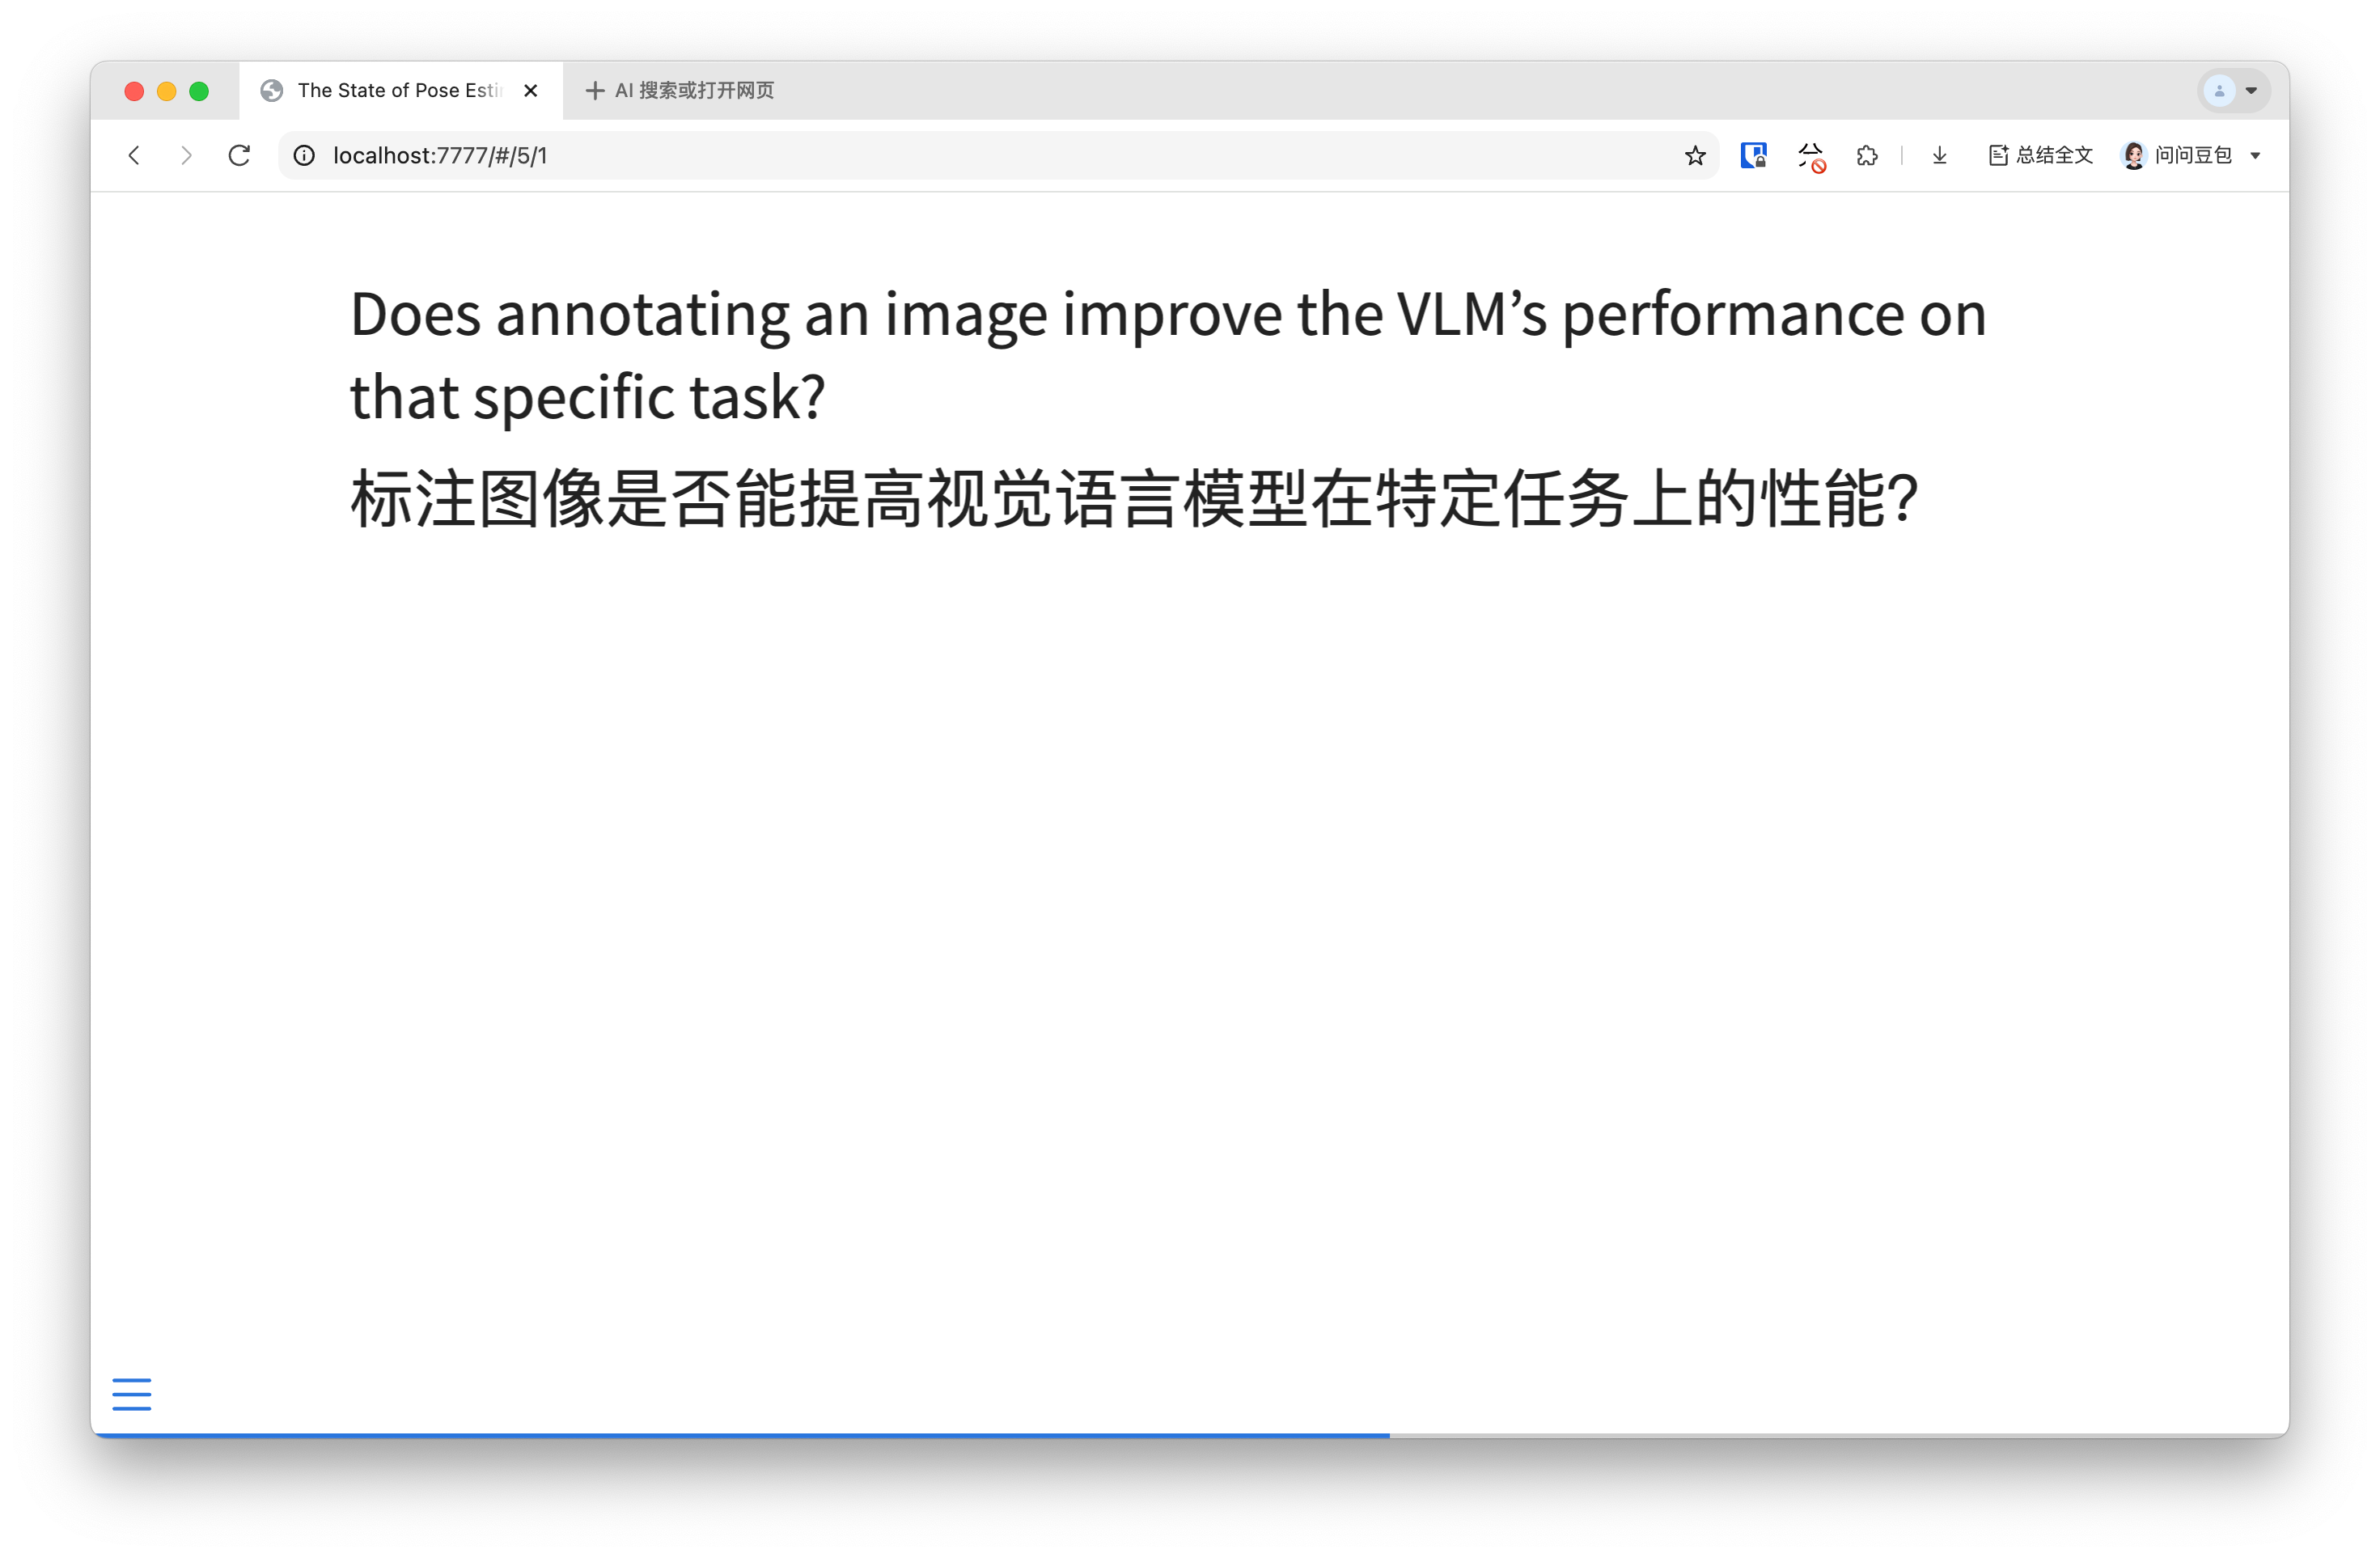 The State of Pose Esti
AI 搜索或打开网页
localhost:7777/#/5/1
总结全文
问问豆包
Does annotating an image improve the VLM’s performance on
that specific task?
标注图像是否能提高视觉语言模型在特定任务上的性能？